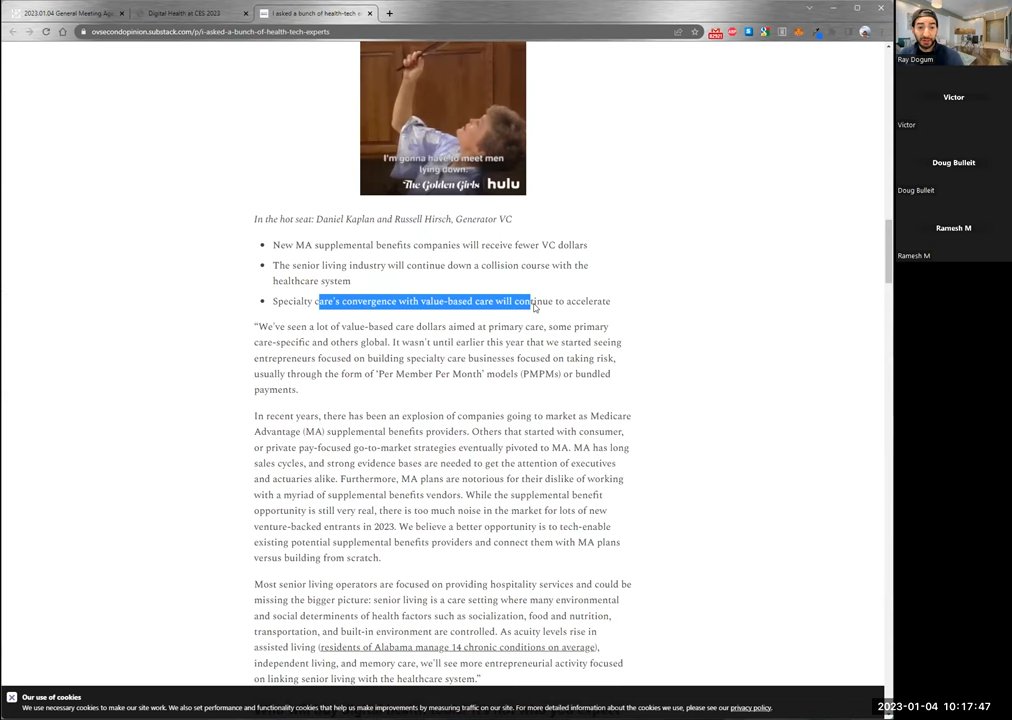 2023.01.04 General Meeting Age
Digital Health at CES 2023
I asked a bunch of health-tech e
ovsecondopinion.substack.com/p/i-asked-a-bunch-of-health-tech-experts
I'm gonna have to meet men
lying down."
The Golden Girls hulu
In the hot seat: Daniel Kaplan and Russell Hirsch, Generator VC
• New MA supplemental benefits companies will receive fewer VC dollars
• The senior living industry will continue down a collision course with the
healthcare system
• Specialty care's convergence with value-based care will continue to accelerate
“We've seen a lot of value-based care dollars aimed at primary care, some primary
care-specific and others global. It wasn't until earlier this year that we started seeing
entrepreneurs focused on building specialty care businesses focused on taking risk,
usually through the form of ‘Per Member Per Month’ models (PMPMs) or bundled
payments.
In recent years, there has been an explosion of companies going to market as Medicare
Advantage (MA) supplemental benefits providers. Others that started with consumer,
or private pay-focused go-to-market strategies eventually pivoted to MA. MA has long
sales cycles, and strong evidence bases are needed to get the attention of executives
and actuaries alike. Furthermore, MA plans are notorious for their dislike of working
with a myriad of supplemental benefits vendors. While the supplemental benefit
opportunity is still very real, there is too much noise in the market for lots of new
venture-backed entrants in 2023. We believe a better opportunity is to tech-enable
existing potential supplemental benefits providers and connect them with MA plans
versus building from scratch.
Most senior living operators are focused on providing hospitality services and could be
missing the bigger picture: senior living is a care setting where many environmental
and social determinants of health factors such as socialization, food and nutrition,
transportation, and built-in environment are controlled. As acuity levels rise in
assisted living (residents of Alabama manage 14 chronic conditions on average),
independent living, and memory care, we'll see more entrepreneurial activity focused
on linking senior living with the healthcare system.”
Our use of cookies
We use necessary cookies to make our site work. We also set performance and functionality cookies that help us make improvements by measuring traffic on our site. For more detailed information about the cookies we use, please see our privacy policy.
Ray Dogum
Victor
Victor
Doug Bulleit
Doug Bulleit
Ramesh M
Ramesh M
2023-01-04 10:17:47